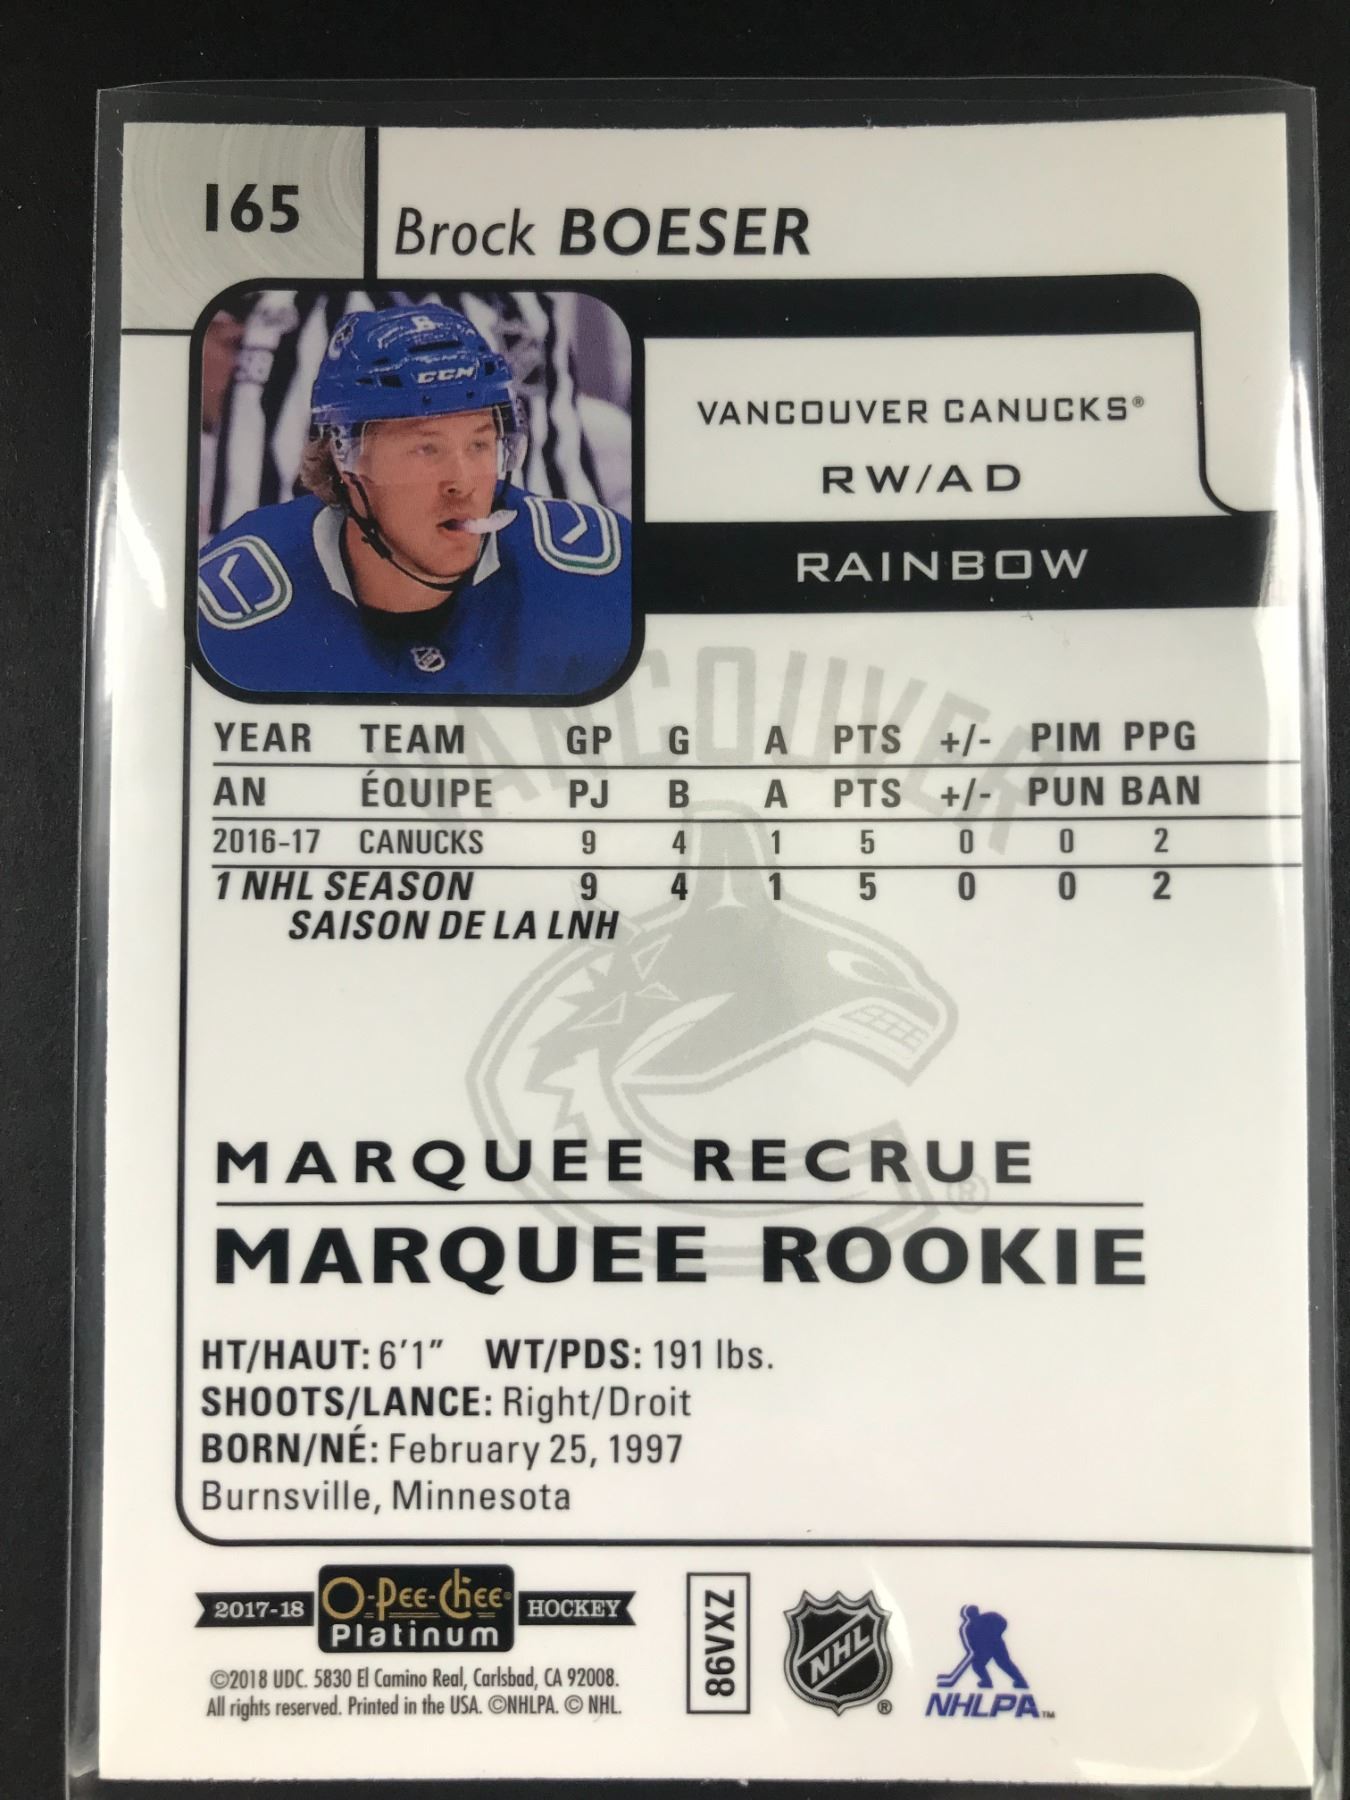 165
Brock BOESER
CCM
VANCOUVER CANUCKS®
RW/AD
RAINBOW
VANCOUVER
YEAR TEAM GP G A PTS +/- PIM PPG
AN ÉQUIPE PJ B A PTS +/- PUN BAN
2016-17 CANUCKS 9 4 1 5 0 0 2
1 NHL SEASON 9 4 1 5 0 0 2
SAISON DE LA LNH
MARQUEE RECRUE
®
MARQUEE ROOKIE
HT/HAUT: 6'1" WT/PDS: 191 lbs.
SHOOTS/LANCE: Right/Droit
BORN/NÉ: February 25, 1997
Burnsville, Minnesota
2017-18 O-Pee-Chee® HOCKEY
Platinum
86VXZ
NHL ®
NHLPA™
©2018 UDC. 5830 El Camino Real, Carlsbad, CA 92008.
All rights reserved. Printed in the USA. ©NHLPA. © NHL.